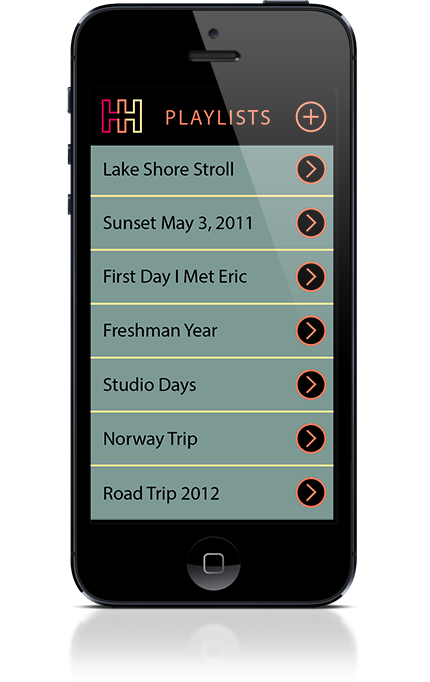 PLAYLISTS
Lake Shore Stroll
Sunset May 3, 2011
First Day I Met Eric
Freshman Year
Studio Days
Norway Trip
Road Trip 2012